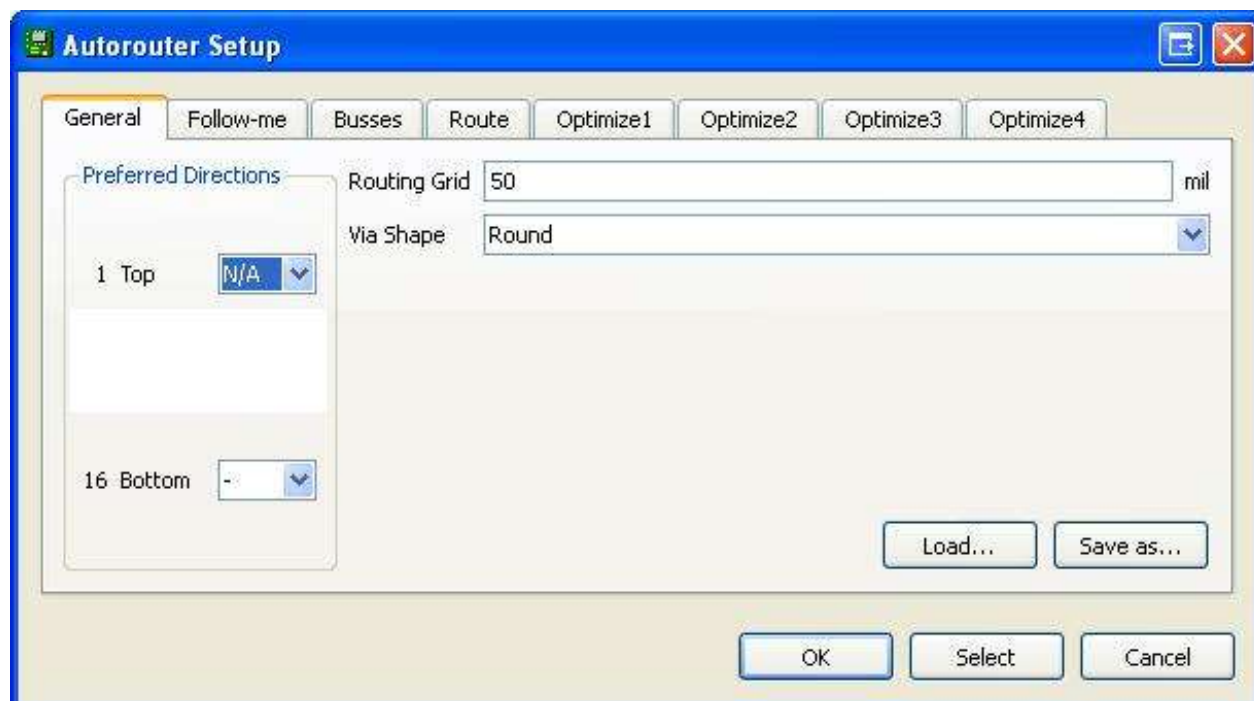 Autorouter Setup
General Follow-me Busses Route Optimize1 Optimize2 Optimize3 Optimize4
Preferred Directions
Routing Grid 50 mil
Via Shape Round
1 Top N/A
16 Bottom -
Load... Save as...
OK Select Cancel